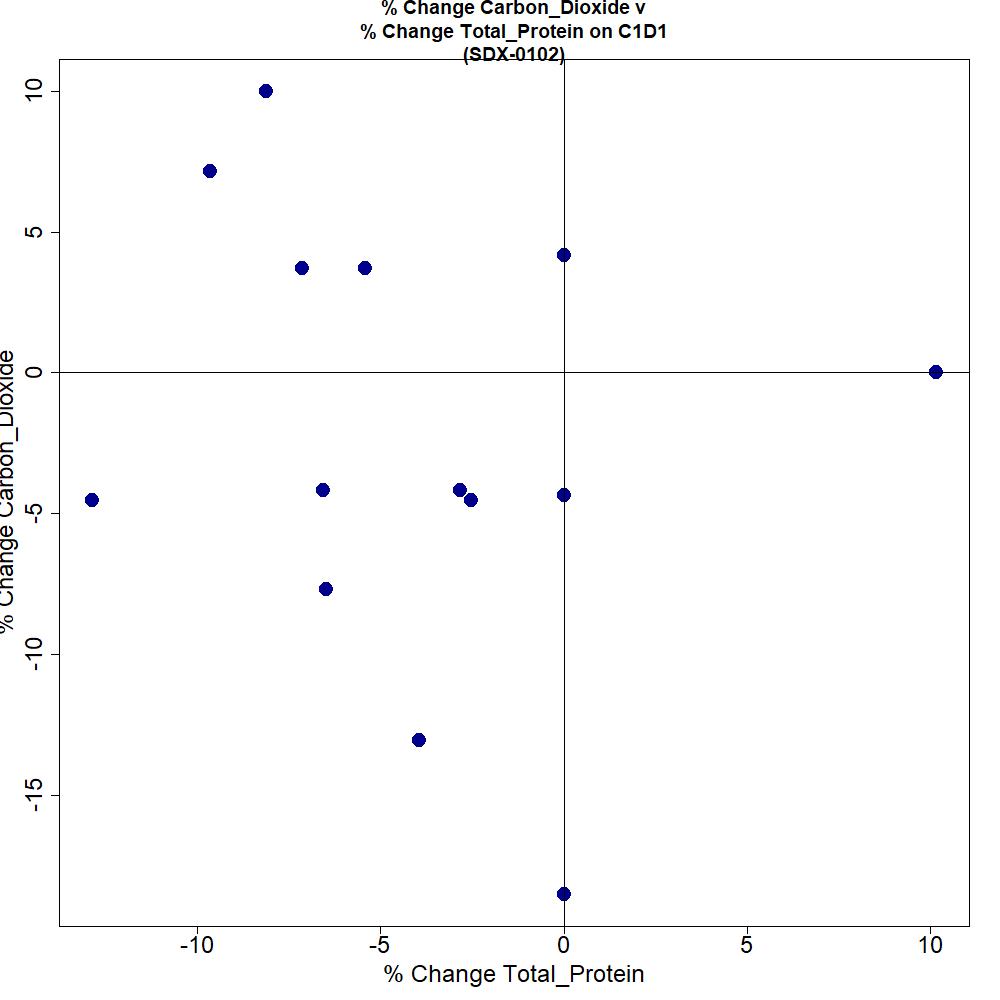 % Change Carbon_Dioxide v
% Change Total_Protein on C1D1
(SDX-0102)
10
5
0
-5
-10
-15
% Change Carbon_Dioxide
-10
-5
0
5
10
% Change Total_Protein